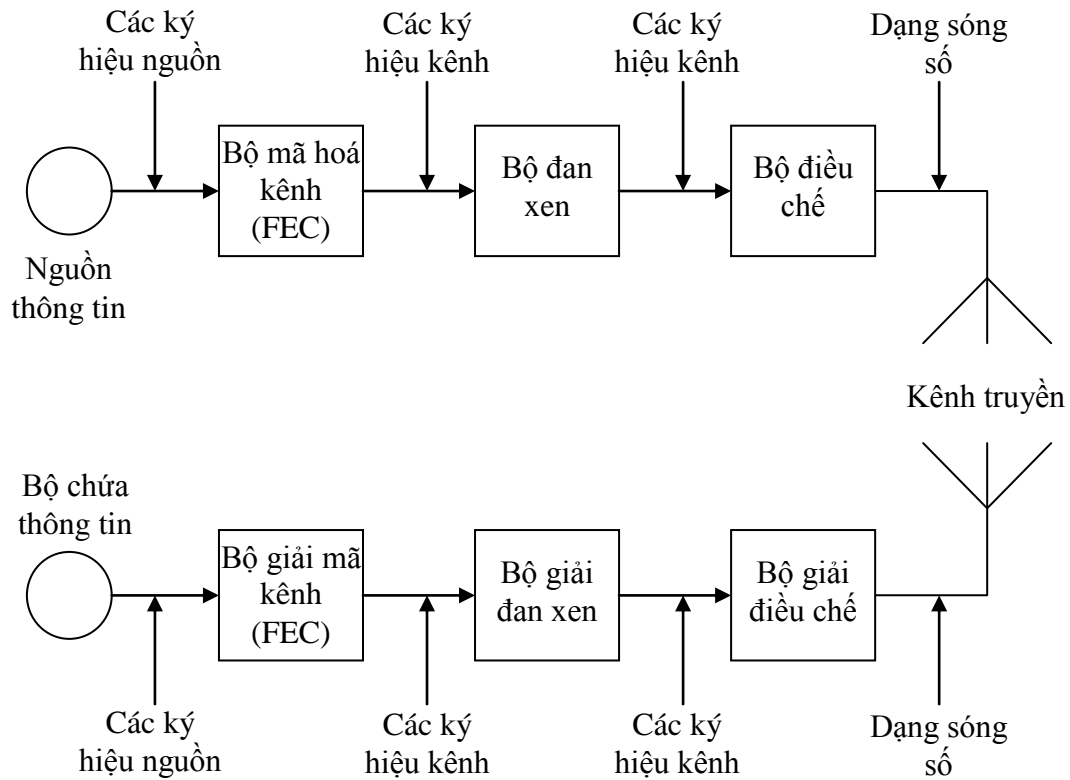 Các ký
hiệu nguồn
Các ký
hiệu kênh
Các ký
hiệu kênh
Dạng sóng
số
Bộ mã hoá
kênh
(FEC)
Bộ đan
xen
Bộ điều
chế
Nguồn
thông tin
Kênh truyền
Bộ chứa
thông tin
Bộ giải mã
kênh
(FEC)
Bộ giải
đan xen
Bộ giải
điều chế
Các ký
hiệu nguồn
Các ký
hiệu kênh
Các ký
hiệu kênh
Dạng sóng
số